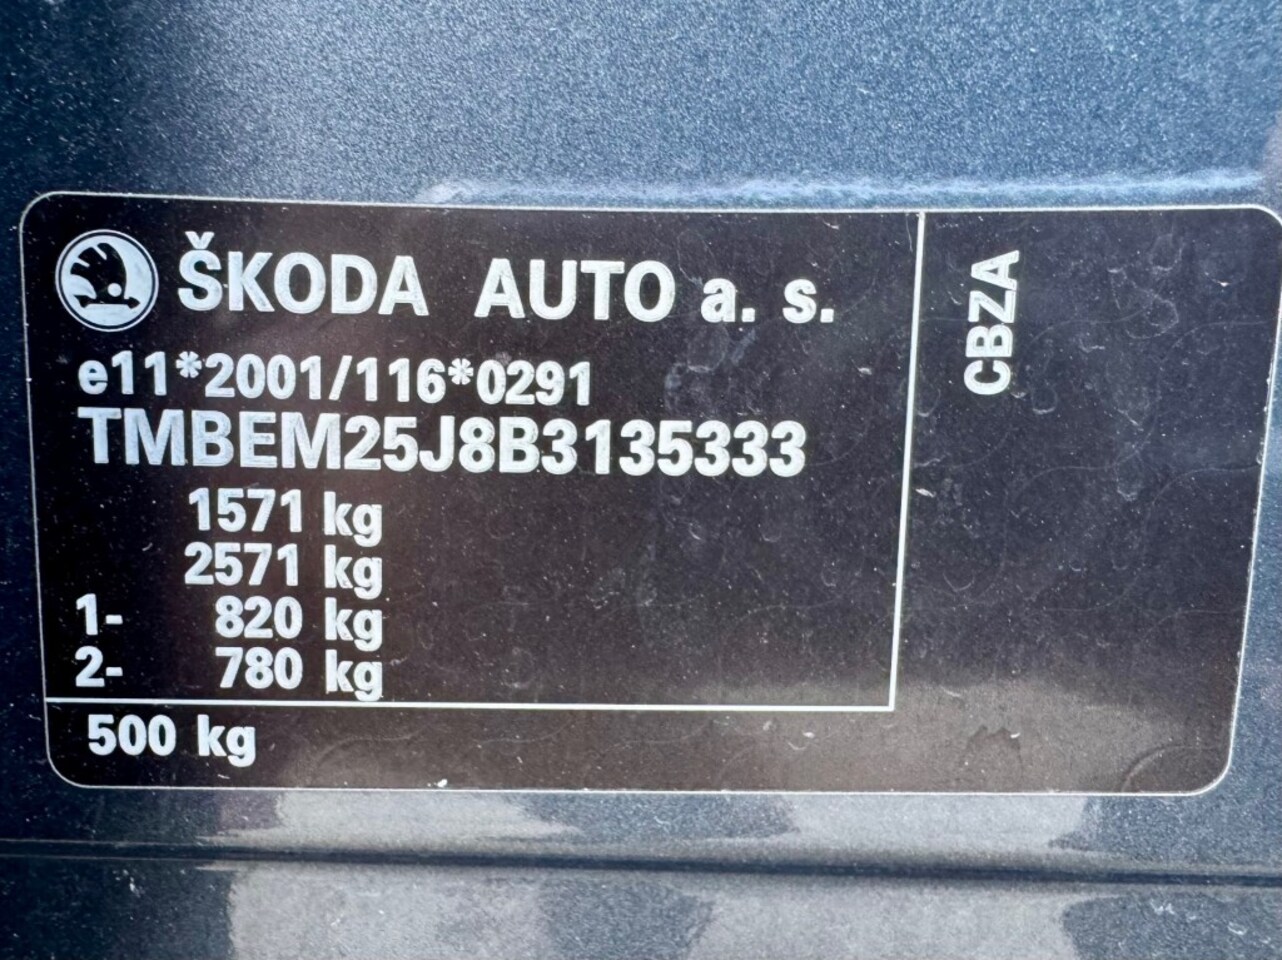 ŠKODA AUTO a. s.
e11*2001/116*0291
TMBEM25J8B3135333
1571 kg
2571 kg
1- 820 kg
2- 780 kg
500 kg
CBZA